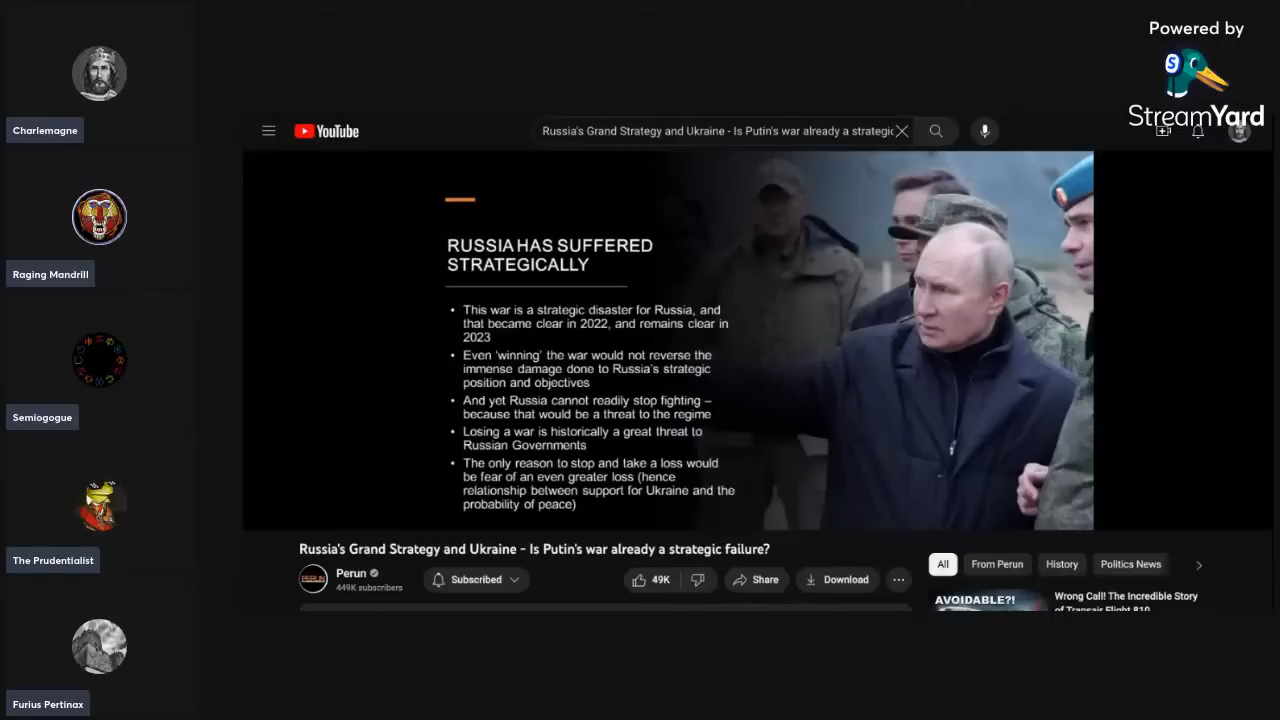 Powered by
S
StreamYard
Charlemagne
Raging Mandrill
Semiogogue
The Prudentialist
Furius Pertinax
YouTube
Russia's Grand Strategy and Ukraine - Is Putin's war already a strategic
RUSSIA HAS SUFFERED
STRATEGICALLY
• This war is a strategic disaster for Russia, and
that became clear in 2022, and remains clear in
2023
• Even 'winning' the war would not reverse the
immense damage done to Russia's strategic
position and objectives
• And yet Russia cannot readily stop fighting –
because that would be a threat to the regime
• Losing a war is historically a great threat to
Russian Governments
• The only reason to stop and take a loss would
be fear of an even greater loss (hence
relationship between support for Ukraine and the
probability of peace)
Russia's Grand Strategy and Ukraine - Is Putin's war already a strategic failure?
PERUN
Perun
449K subscribers
Subscribed
49K
Share
Download
All
From Perun
History
Politics News
AVOIDABLE?!
Wrong Call! The Incredible Story
of Transair Flight 810